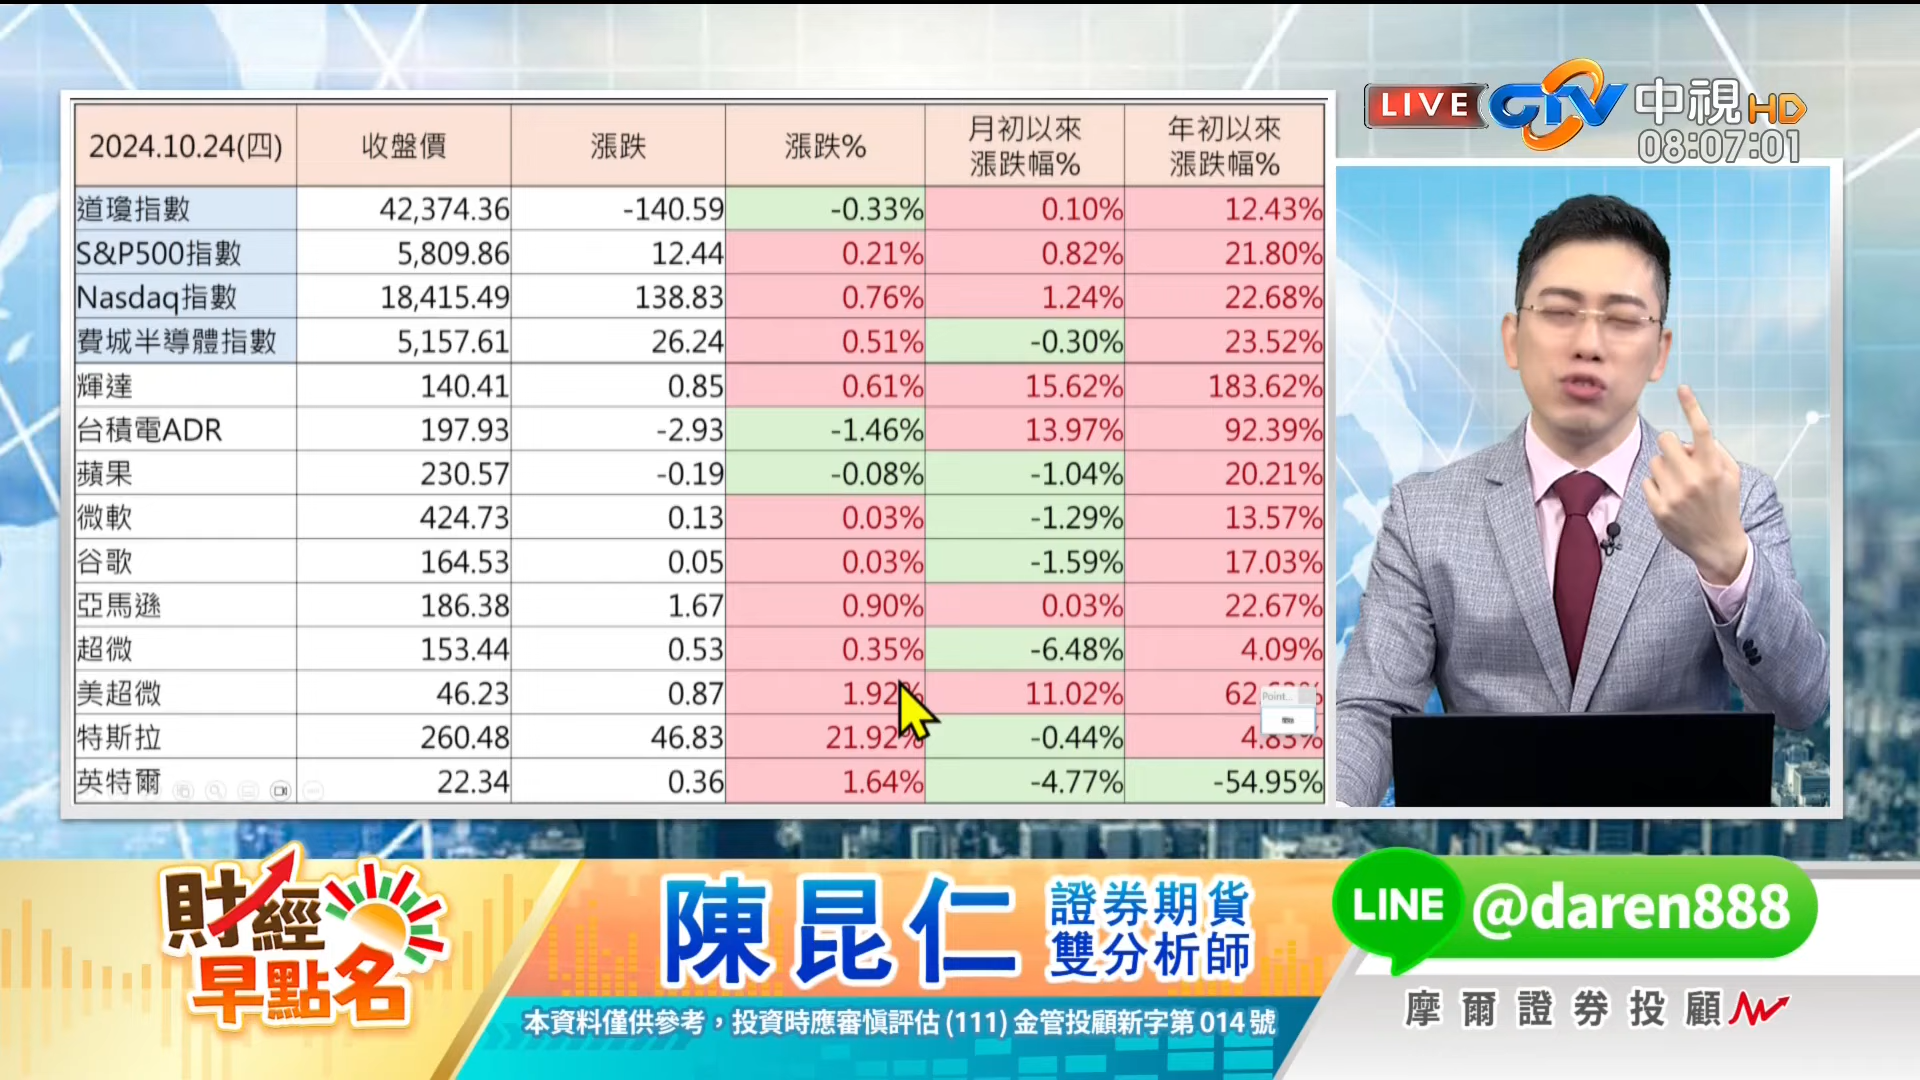 LIVE CTV 中視 HD
08:07:01
2024.10.24(四) 收盤價 漲跌 漲跌% 月初以來漲跌幅% 年初以來漲跌幅%
道瓊指數 42,374.36 -140.59 -0.33% 0.10% 12.43%
S&P500指數 5,809.86 12.44 0.21% 0.82% 21.80%
Nasdaq指數 18,415.49 138.83 0.76% 1.24% 22.68%
費城半導體指數 5,157.61 26.24 0.51% -0.30% 23.52%
輝達 140.41 0.85 0.61% 15.62% 183.62%
台積電ADR 197.93 -2.93 -1.46% 13.97% 92.39%
蘋果 230.57 -0.19 -0.08% -1.04% 20.21%
微軟 424.73 0.13 0.03% -1.29% 13.57%
谷歌 164.53 0.05 0.03% -1.59% 17.03%
亞馬遜 186.38 1.67 0.90% 0.03% 22.67%
超微 153.44 0.53 0.35% -6.48% 4.09%
美超微 46.23 0.87 1.92% 11.02%
Point...
特斯拉 260.48 46.83 21.92% -0.44% 4.83%
英特爾 22.34 0.36 1.64% -4.77% -54.95%
財經早點名
陳昆仁
證券期貨
雙分析師
本資料僅供參考，投資時應審慎評估 (111) 金管投顧新字第 014 號
LINE @daren888
摩爾證券投顧